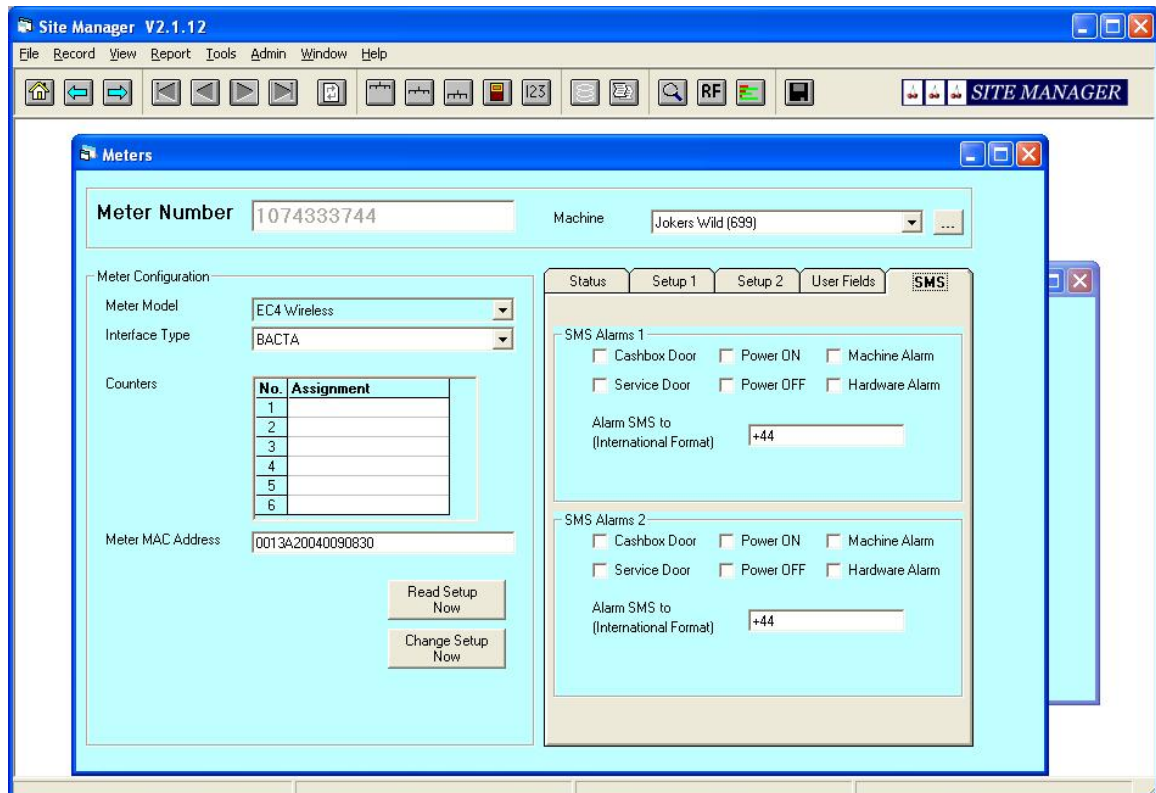 Site Manager V2.1.12
File Record View Report Tools Admin Window Help
123 RF SITE MANAGER
Meters
Meter Number 1074333744 Machine Jokers Wild (699) ...
Meter Configuration
Meter Model EC4 Wireless
Interface Type BACTA
Counters
No. Assignment
1
2
3
4
5
6
Meter MAC Address 0013A20040090830
Read Setup
Now
Change Setup
Now
Status Setup 1 Setup 2 User Fields SMS
SMS Alarms 1
Cashbox Door Power ON Machine Alarm
Service Door Power OFF Hardware Alarm
Alarm SMS to
(International Format) +44
SMS Alarms 2
Cashbox Door Power ON Machine Alarm
Service Door Power OFF Hardware Alarm
Alarm SMS to
(International Format) +44